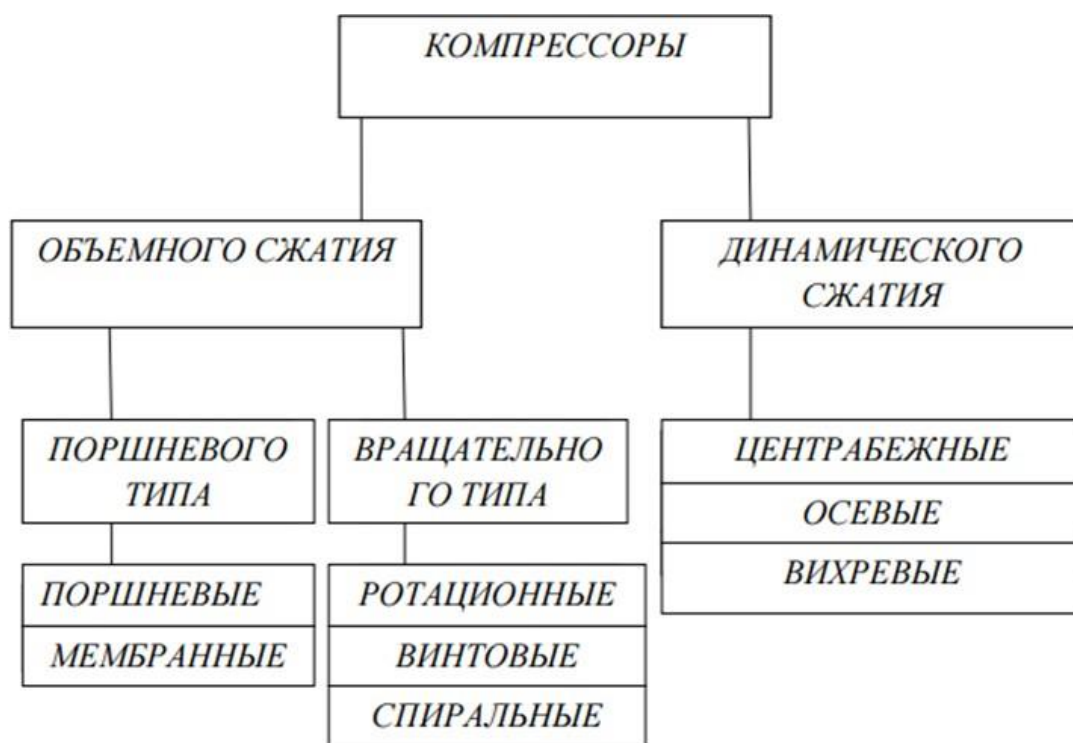 КОМПРЕССОРЫ
ОБЪЕМНОГО СЖАТИЯ
ДИНАМИЧЕСКОГО
СЖАТИЯ
ПОРШНЕВОГО
ТИПА
ВРАЩАТЕЛЬНО
ГО ТИПА
ЦЕНТРАБЕЖНЫЕ
ОСЕВЫЕ
ВИХРЕВЫЕ
ПОРШНЕВЫЕ
МЕМБРАННЫЕ
РОТАЦИОННЫЕ
ВИНТОВЫЕ
СПИРАЛЬНЫЕ